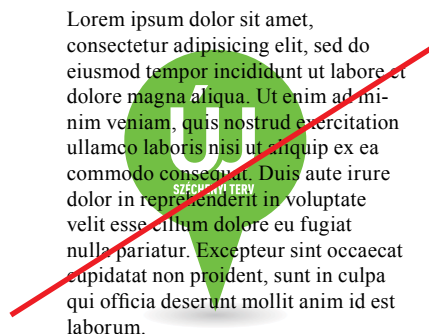 Lorem ipsum dolor sit amet,
consectetur adipisicing elit, sed do
eiusmod tempor incididunt ut labore et
dolore magna aliqua. Ut enim ad mi-
nim veniam, quis nostrud exercitation
ullamco laboris nisi ut aliquip ex ea
commodo consequat. Duis aute irure
dolor in reprehenderit in voluptate
velit esse cillum dolore eu fugiat
nulla pariatur. Excepteur sint occaecat
cupidatat non proident, sunt in culpa
qui officia deserunt mollit anim id est
laborum.
ÚJ
SZÉCHENYI TERV